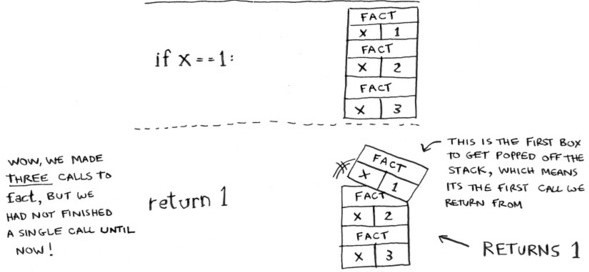 if x==1:
FACT
X 1
FACT
X 2
FACT
X 3
WOW, WE MADE
THREE CALLS TO
fact, BUT WE
HAD NOT FINISHED
A SINGLE CALL UNTIL
NOW!
return 1
FACT
X 1
FACT
X 2
FACT
X 3
THIS IS THE FIRST BOX
TO GET POPPED OFF THE
STACK, WHICH MEANS
ITS THE FIRST CALL WE
RETURN FROM
RETURNS 1